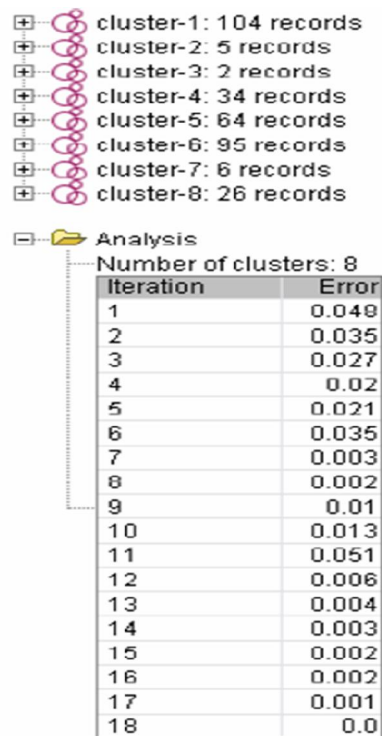 cluster-1: 104 records
cluster-2: 5 records
cluster-3: 2 records
cluster-4: 34 records
cluster-5: 64 records
cluster-6: 95 records
cluster-7: 6 records
cluster-8: 26 records
Analysis
Number of clusters: 8
Iteration Error
1 0.048
2 0.035
3 0.027
4 0.02
5 0.021
6 0.035
7 0.003
8 0.002
9 0.01
10 0.013
11 0.051
12 0.006
13 0.004
14 0.003
15 0.002
16 0.002
17 0.001
18 0.0